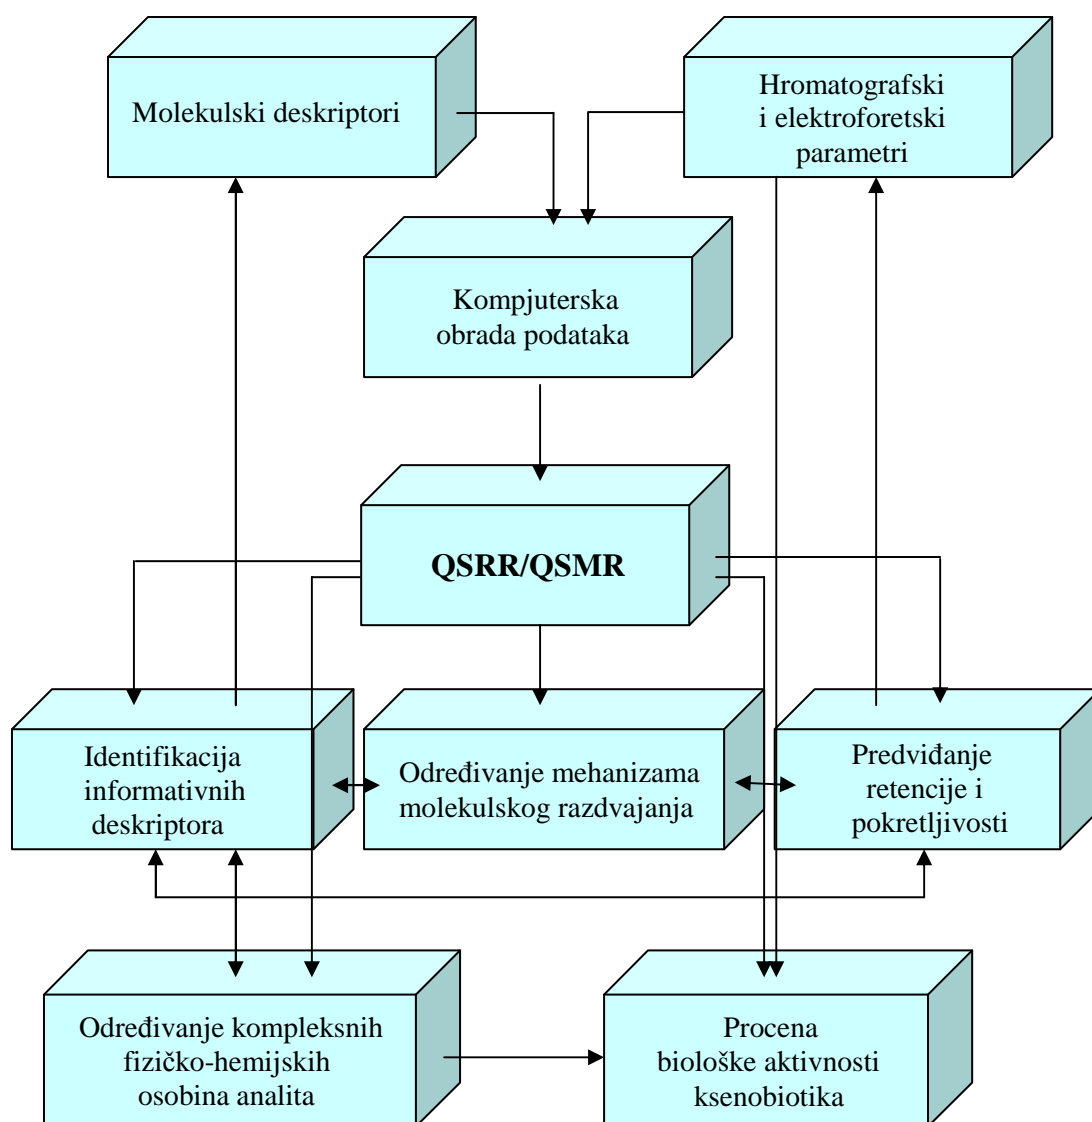 Molekulski deskriptori
Hromatografski
i elektroforetski
parametri
Kompjuterska
obrada podataka
QSRR/QSMR
Identifikacija
informativnih
deskriptora
Određivanje mehanizama
molekulskog razdvajanja
Predviđanje
retencije i
pokretljivosti
Određivanje kompleksnih
fizičko-hemijskih
osobina analita
Procena
biološke aktivnosti
ksenobiotika